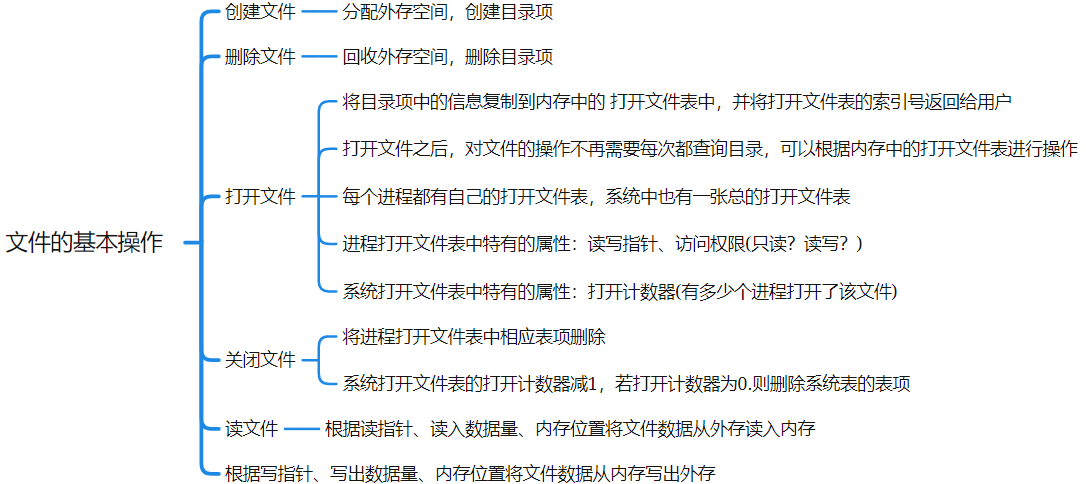 文件的基本操作
创建文件
分配外存空间，创建目录项
删除文件
回收外存空间，删除目录项
打开文件
将目录项中的信息复制到内存中的 打开文件表中，并将打开文件表的索引号返回给用户
打开文件之后，对文件的操作不再需要每次都查询目录，可以根据内存中的打开文件表进行操作
每个进程都有自己的打开文件表，系统中也有一张总的打开文件表
进程打开文件表中特有的属性：读写指针、访问权限(只读？读写？)
系统打开文件表中特有的属性：打开计数器(有多少个进程打开了该文件)
关闭文件
将进程打开文件表中相应表项删除
系统打开文件表的打开计数器减1，若打开计数器为0.则删除系统表的表项
读文件
根据读指针、读入数据量、内存位置将文件数据从外存读入内存
根据写指针、写出数据量、内存位置将文件数据从内存写出外存